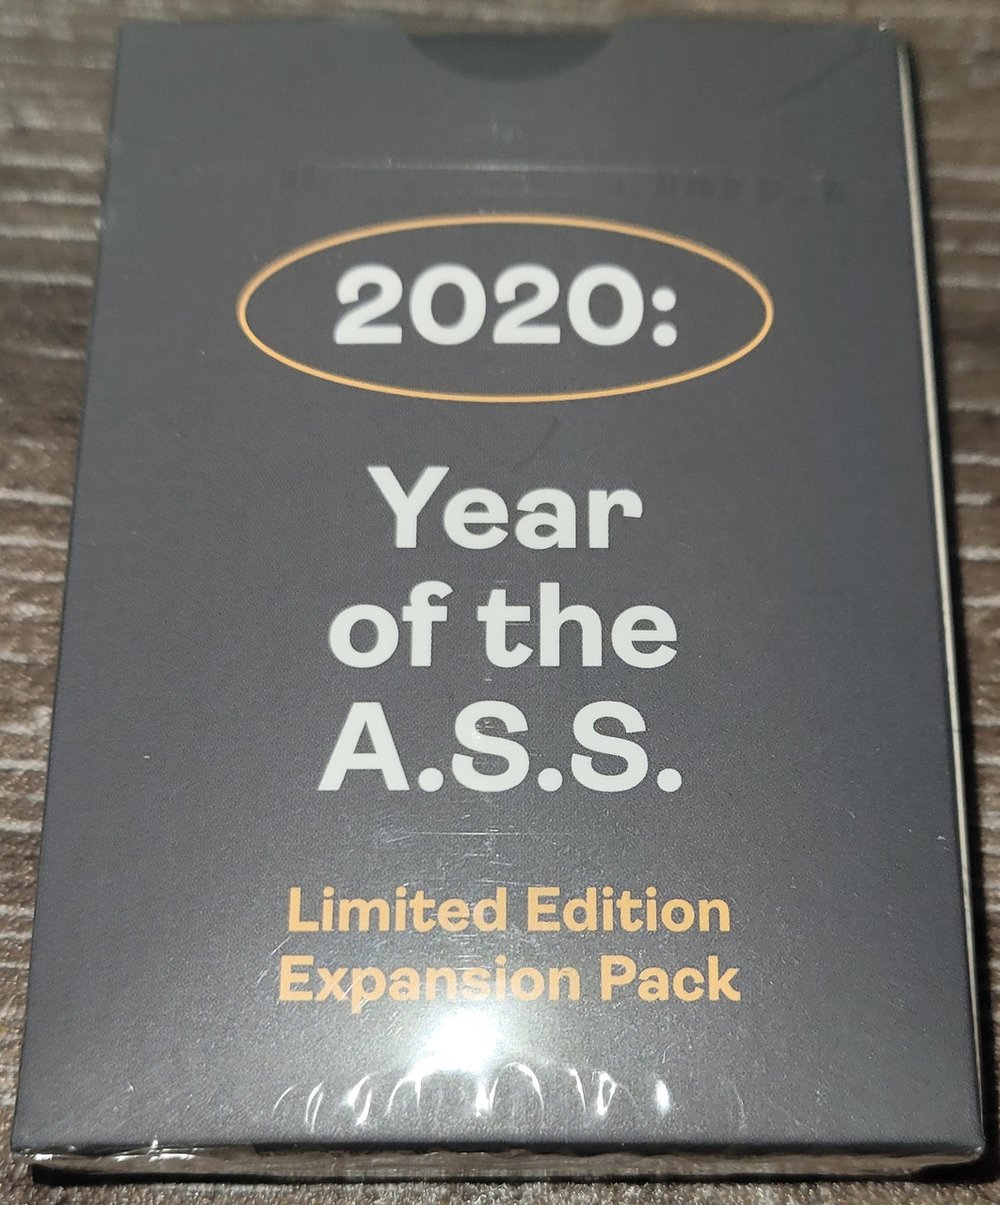 2020:
Year
of the
A.S.S.
Limited Edition
Expansion Pack